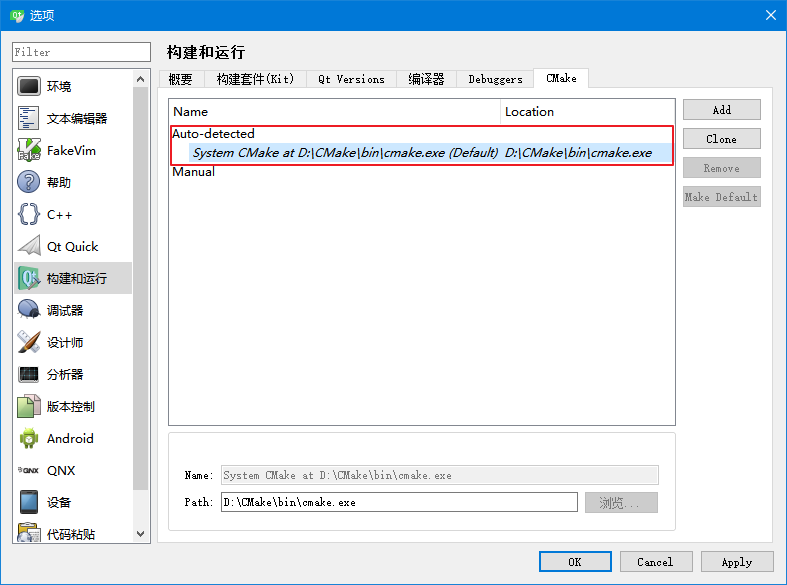 选项
Filter
构建和运行
概要
构建套件(Kit)
Qt Versions
编译器
Debuggers
CMake
环境
文本编辑器
FakeVim
帮助
C++
Qt Quick
构建和运行
调试器
设计师
分析器
版本控制
Android
QNX
设备
代码粘贴
Name Location
Auto-detected
System CMake at D:\CMake\bin\cmake.exe (Default) D:\CMake\bin\cmake.exe
Manual
Add
Clone
Remove
Make Default
Name: System CMake at D:\CMake\bin\cmake.exe
Path: D:\CMake\bin\cmake.exe 浏览...
OK Cancel Apply